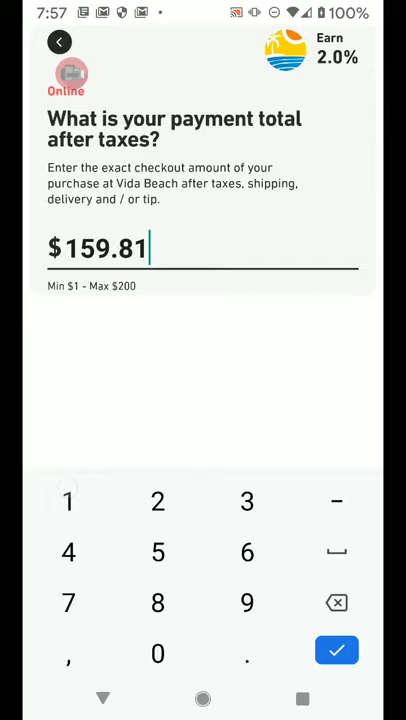 7:57
100%
Earn
2.0%
Online
What is your payment total
after taxes?
Enter the exact checkout amount of your
purchase at Vida Beach after taxes, shipping,
delivery and / or tip.
$159.81
Min $1 - Max $200
1 2 3 -
4 5 6
7 8 9
, 0 .